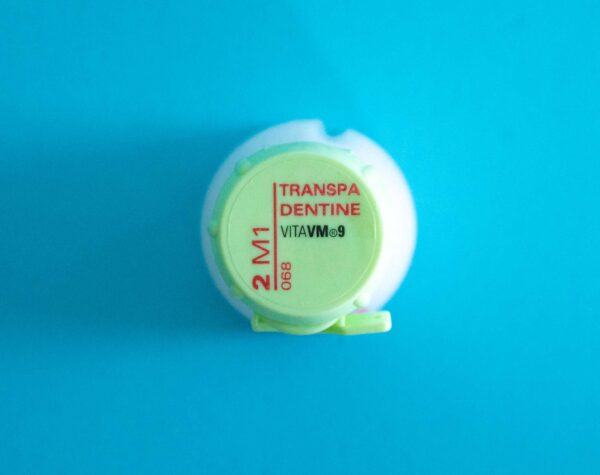 TRANSPA
DENTINE
VITAVM®9
2 M1
068